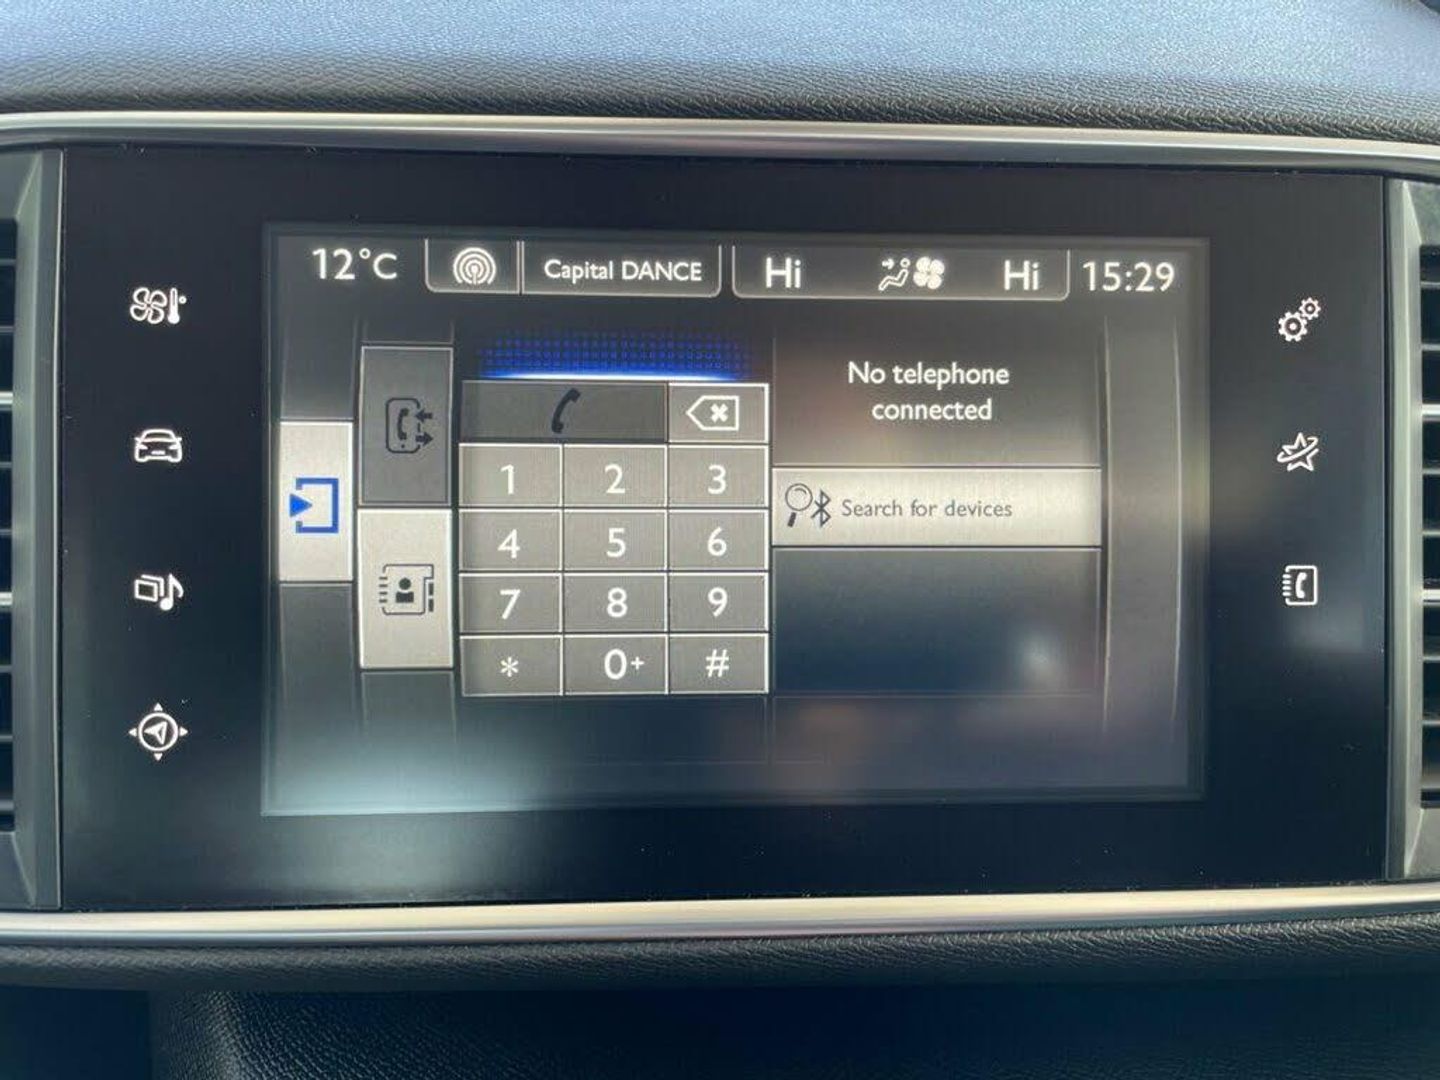 12°C Capital DANCE Hi Hi 15:29
No telephone
connected
Search for devices
1 2 3
4 5 6
7 8 9
* 0+ #